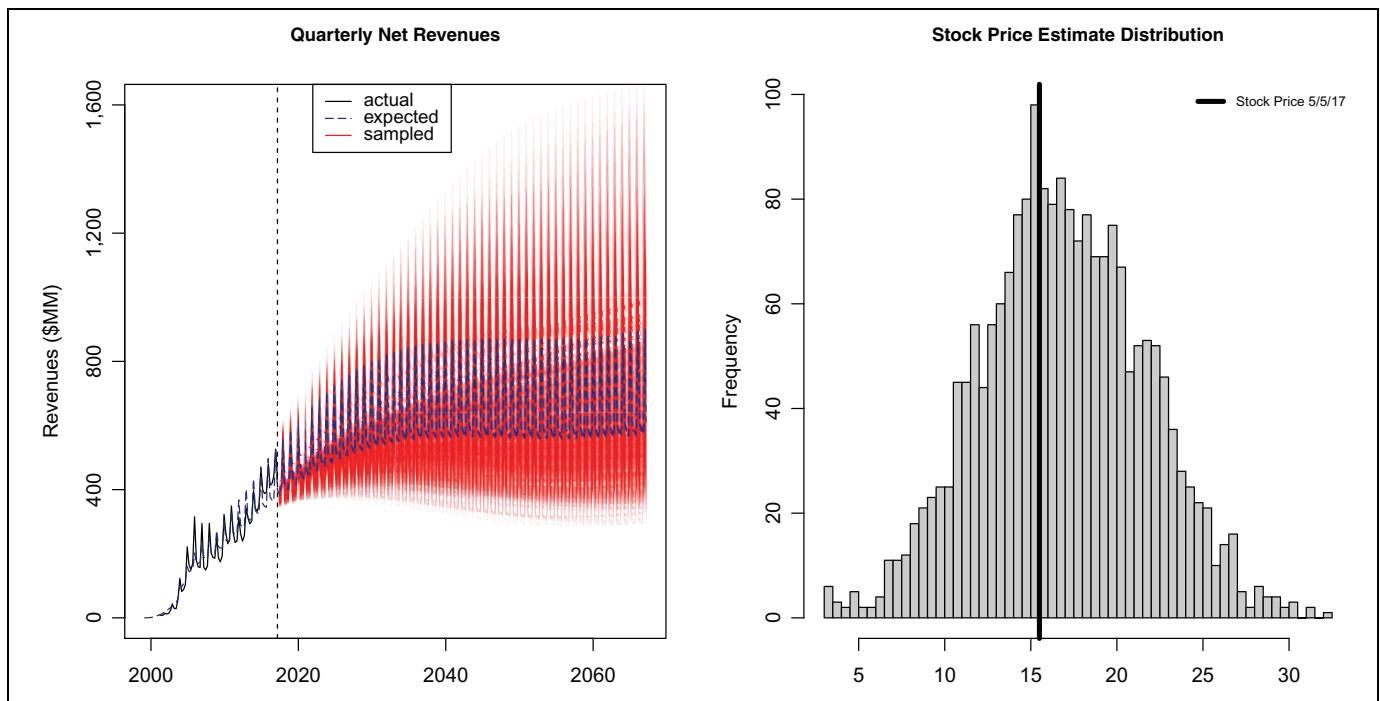 Quarterly Net Revenues
Revenues ($MM)
1,600
1,200
800
400
0
actual
expected
sampled
2000
2020
2040
2060
Stock Price Estimate Distribution
Frequency
100
80
60
40
20
0
Stock Price 5/5/17
5
10
15
20
25
30